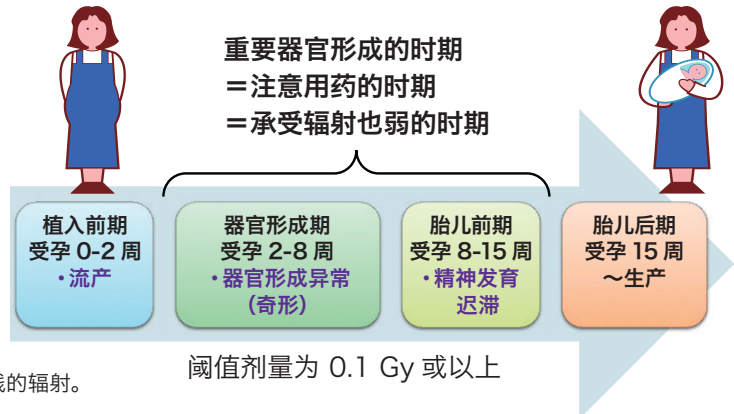 重要器官形成的时期
＝注意用药的时期
＝承受辐射也弱的时期
植入前期
受孕 0-2 周
・流产
器官形成期
受孕 2-8 周
・器官形成异常
（奇形）
胎儿前期
受孕 8-15 周
・精神发育
迟滞
胎儿后期
受孕 15 周
～生产
阈值剂量为 0.1 Gy 或以上
的辐射。